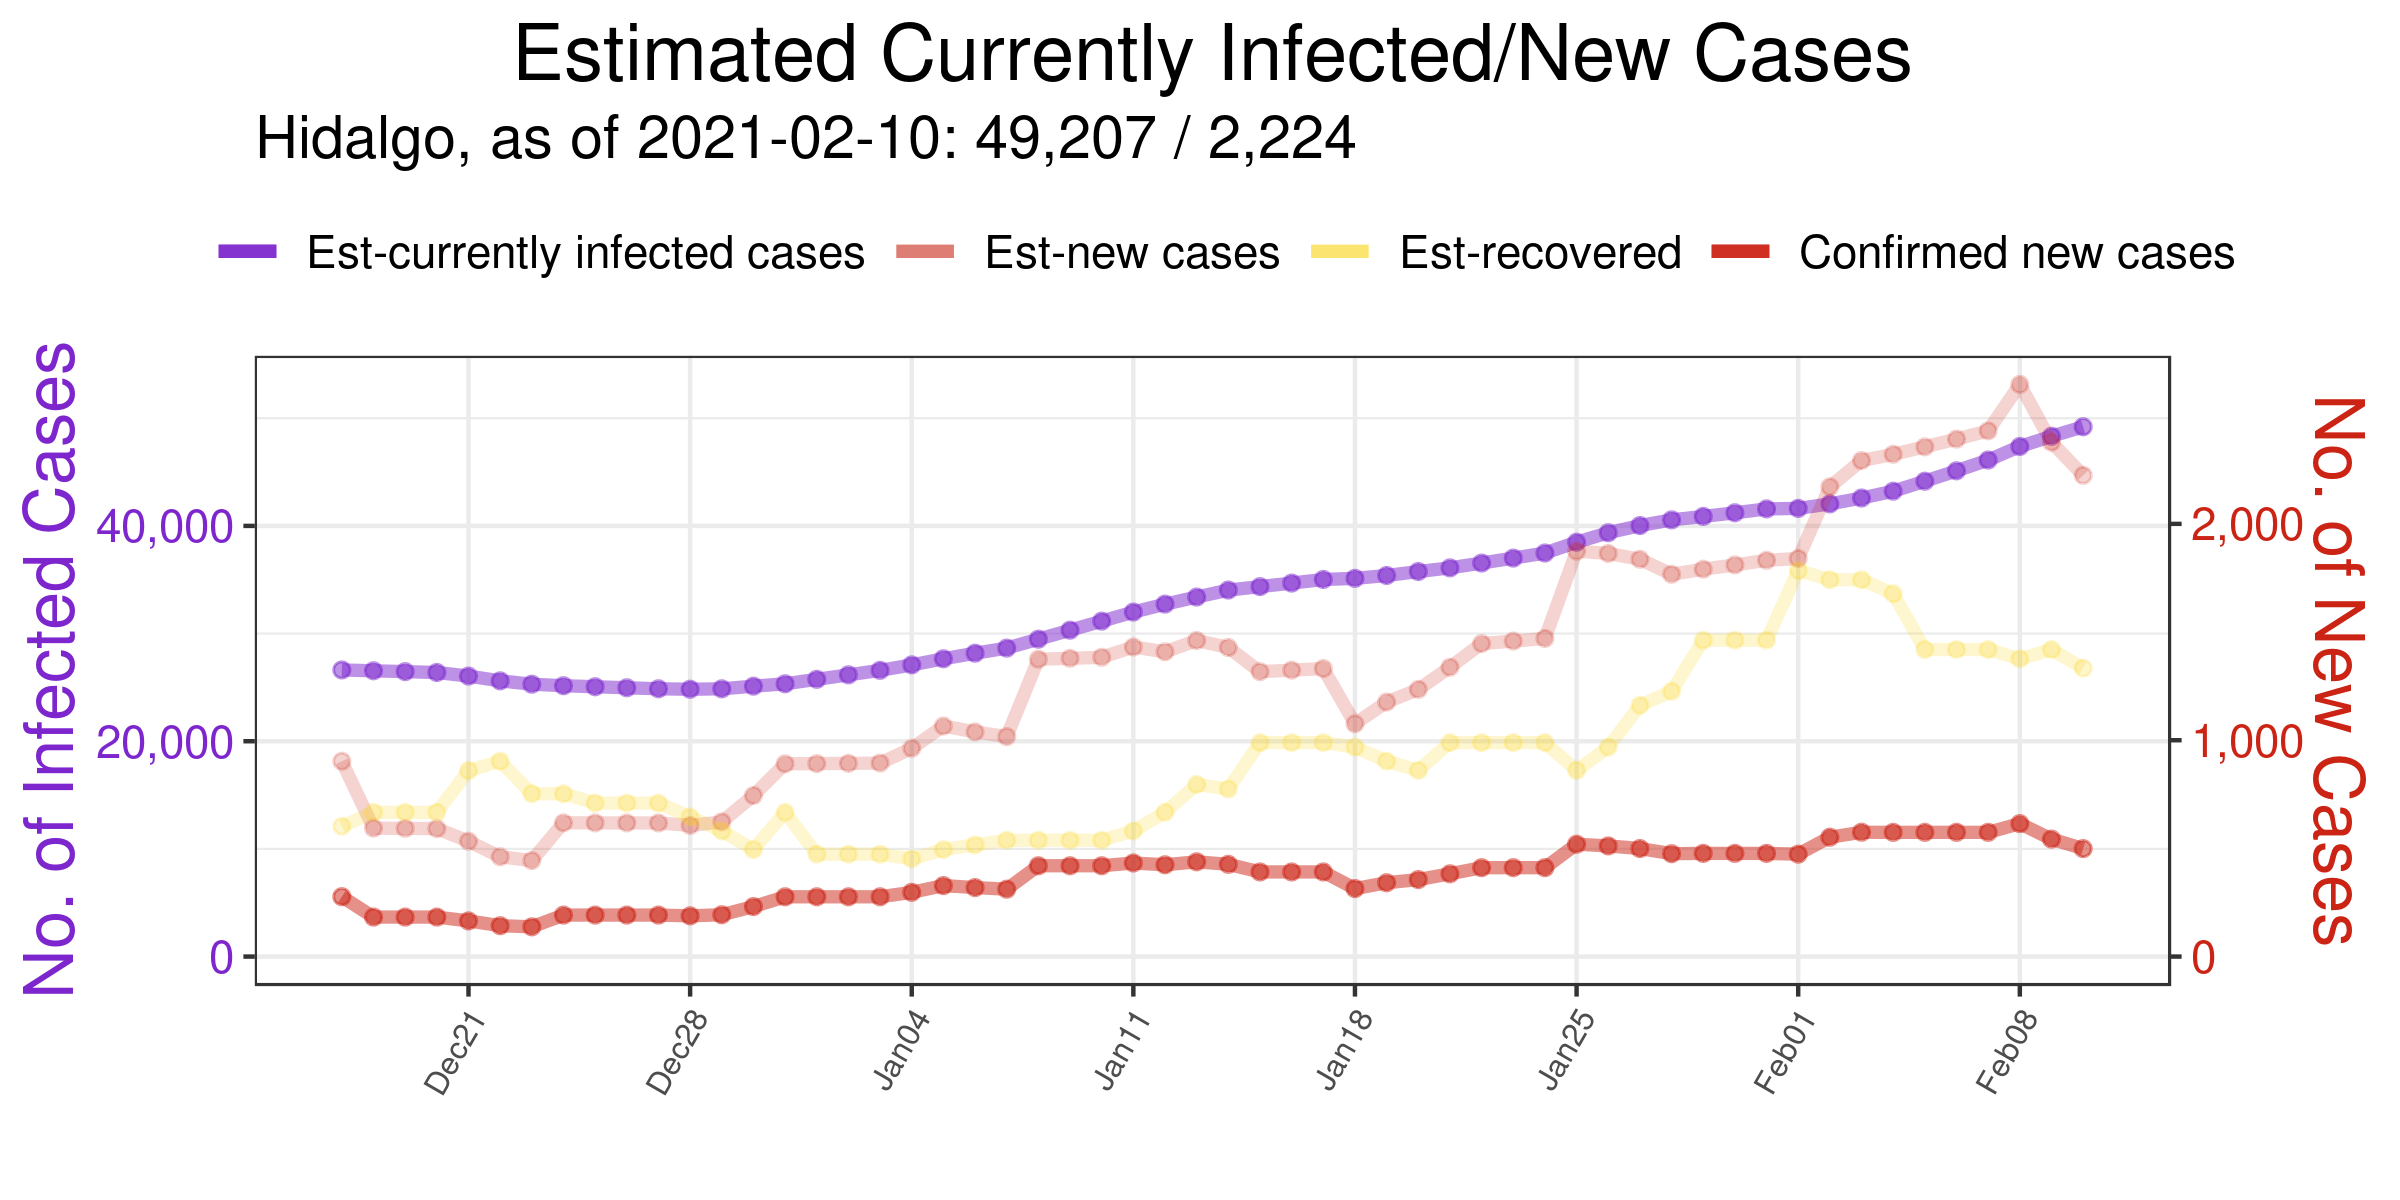 Estimated Currently Infected/New Cases
Hidalgo, as of 2021-02-10: 49,207 / 2,224
Est-currently infected cases Est-new cases Est-recovered Confirmed new cases
No. of Infected Cases
40,000
20,000
0
2,000
1,000
0
No. of New Cases
Dec21 Dec28 Jan04 Jan11 Jan18 Jan25 Feb01 Feb08